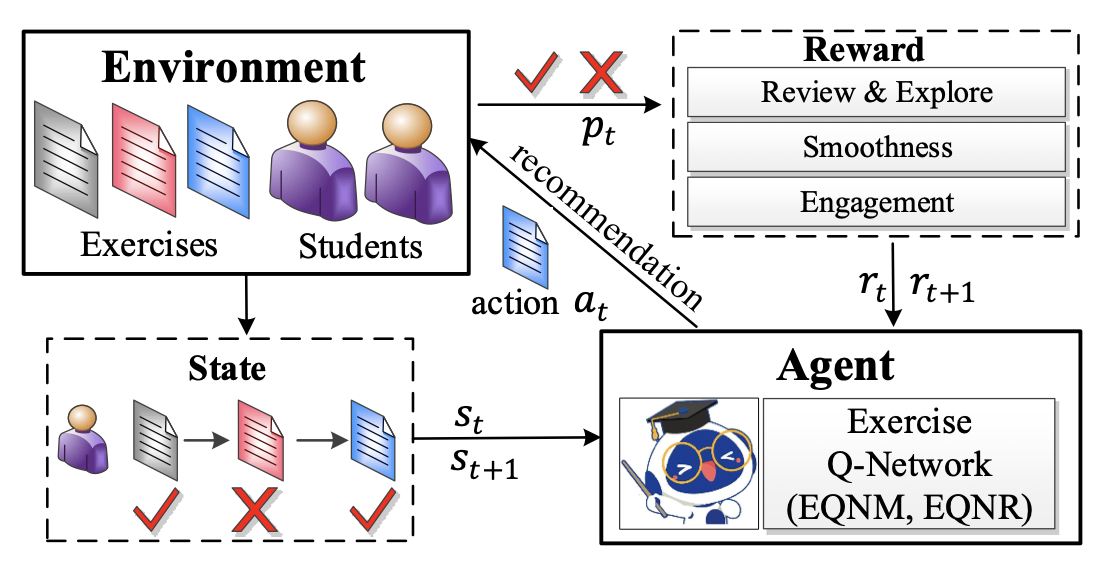 Environment
Exercises
Students
p_t
Reward
Review & Explore
Smoothness
Engagement
recommendation
action a_t
r_t r_{t+1}
State
s_t
s_{t+1}
Agent
Exercise
Q-Network
(EQNM, EQNR)